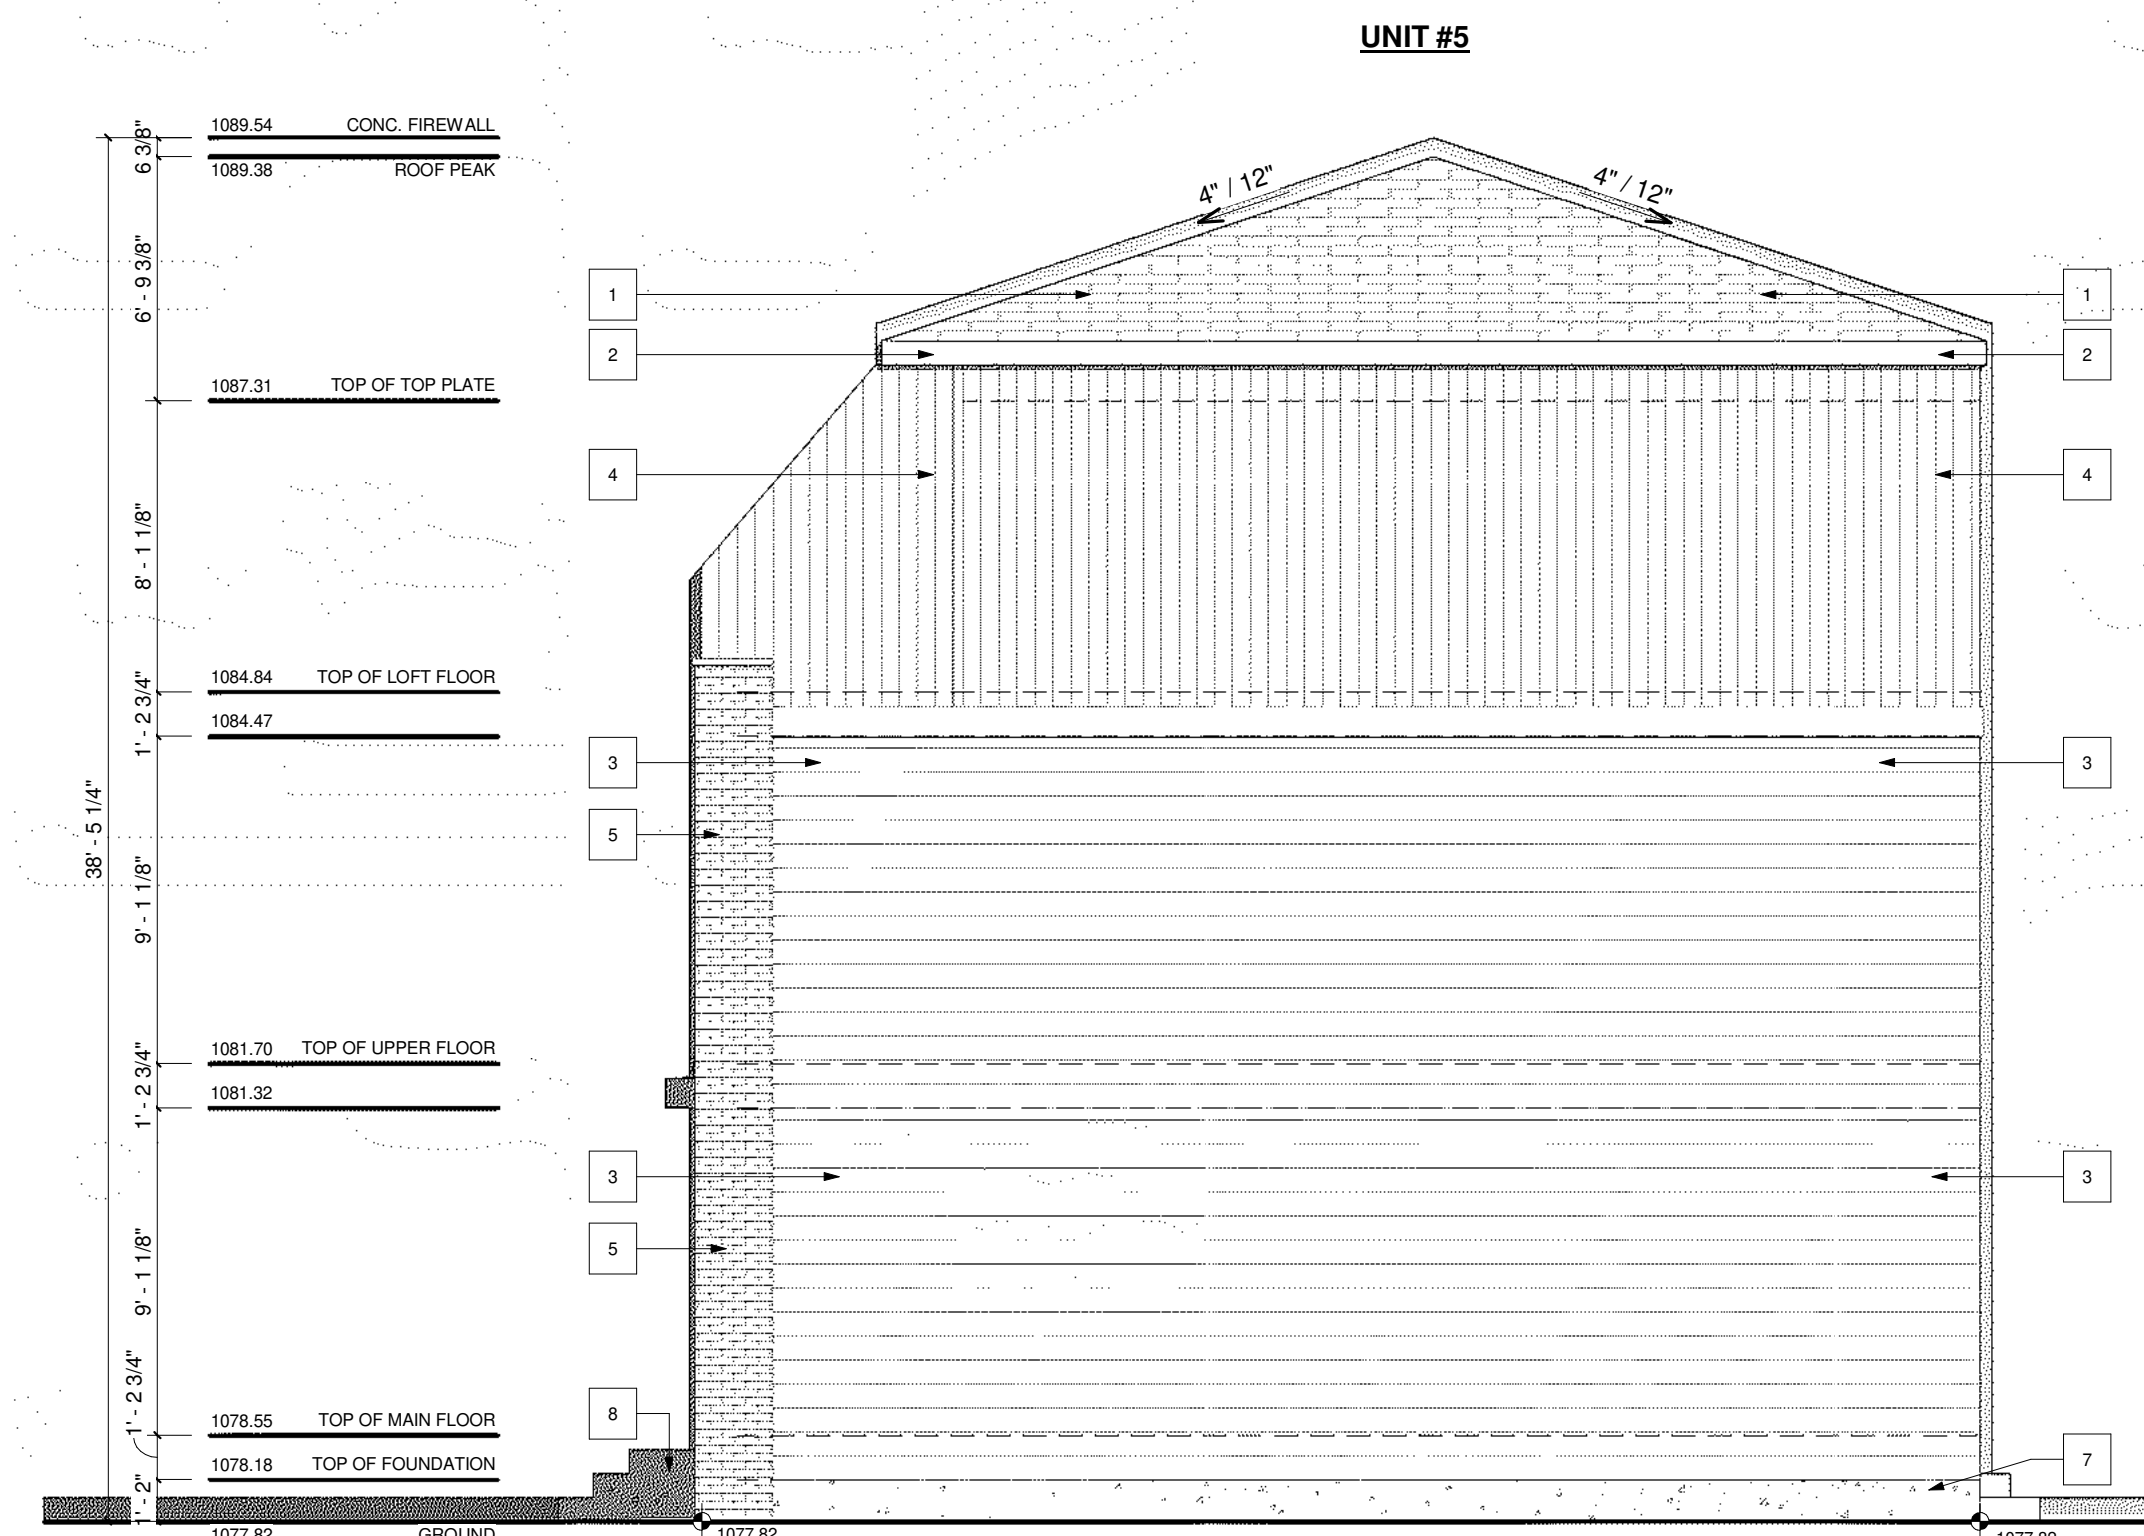 UNIT #5
1089.54 CONC. FIREWALL
6 3/8"
1089.38 ROOF PEAK
4" / 12"
4" / 12"
6' - 9 3/8"
1
1
2
2
1087.31 TOP OF TOP PLATE
4
4
8' - 1 1/8"
1084.84 TOP OF LOFT FLOOR
1' - 2 3/4"
1084.47
3
3
38' - 5 1/4"
5
9' - 1 1/8"
1081.70 TOP OF UPPER FLOOR
1' - 2 3/4"
1081.32
3
3
5
9' - 1 1/8"
1' - 2 3/4"
8
1078.55 TOP OF MAIN FLOOR
7
1078.18 TOP OF FOUNDATION
1' - 2"
1077.82 GROUND
1077.82